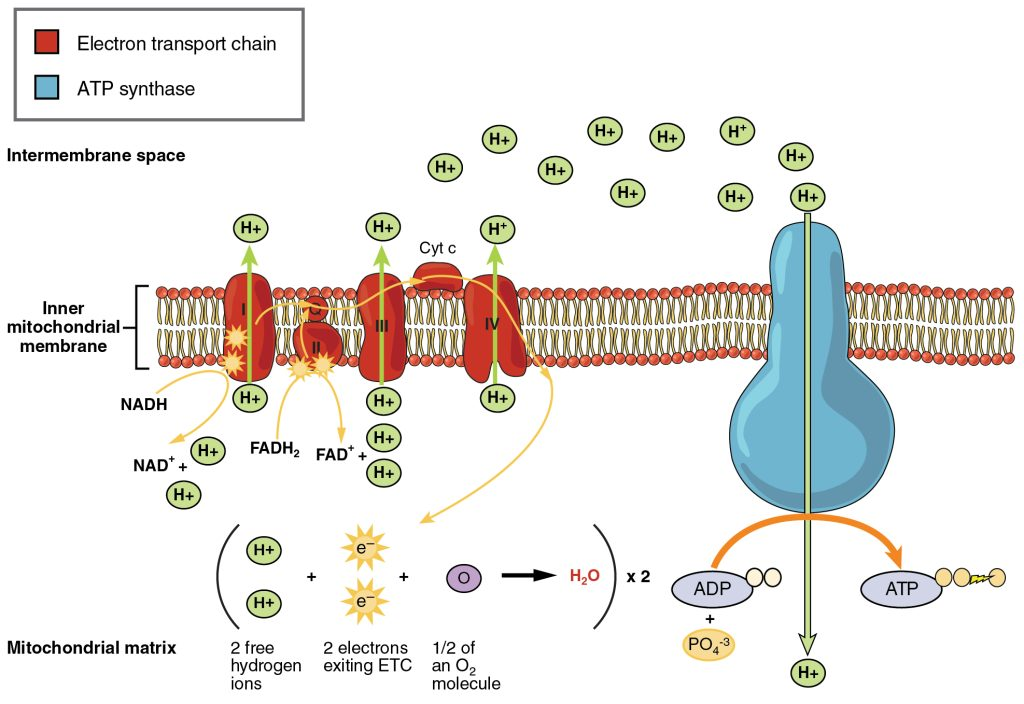 Electron transport chain
ATP synthase
Intermembrane space
H+
H+
H+
H+
H+
H⁺
H+
H+
H+
H+
H+
H+
H⁺
Cyt c
Inner
mitochondrial
membrane
I
Q
II
III
IV
NADH
H+
H+
H+
NAD⁺ +
H+
H+
FADH₂
FAD⁺ +
H+
H+
H+
e⁻
+
+
O
H₂O
x 2
H+
e⁻
ADP
ATP
+
PO₄⁻³
Mitochondrial matrix
2 free
hydrogen
ions
2 electrons
exiting ETC
1/2 of
an O₂
molecule
H+